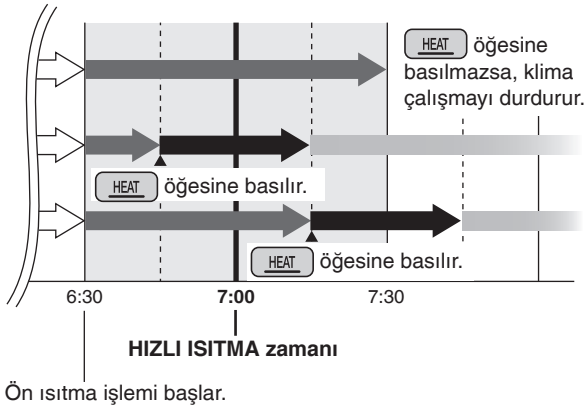 HEAT öğesine
basılmazsa, klima
çalışmayı durdurur.
HEAT öğesine basılır.
HEAT öğesine basılır.
6:30 7:00 7:30
HIZLI ISITMA zamanı
Ön ısıtma işlemi başlar.